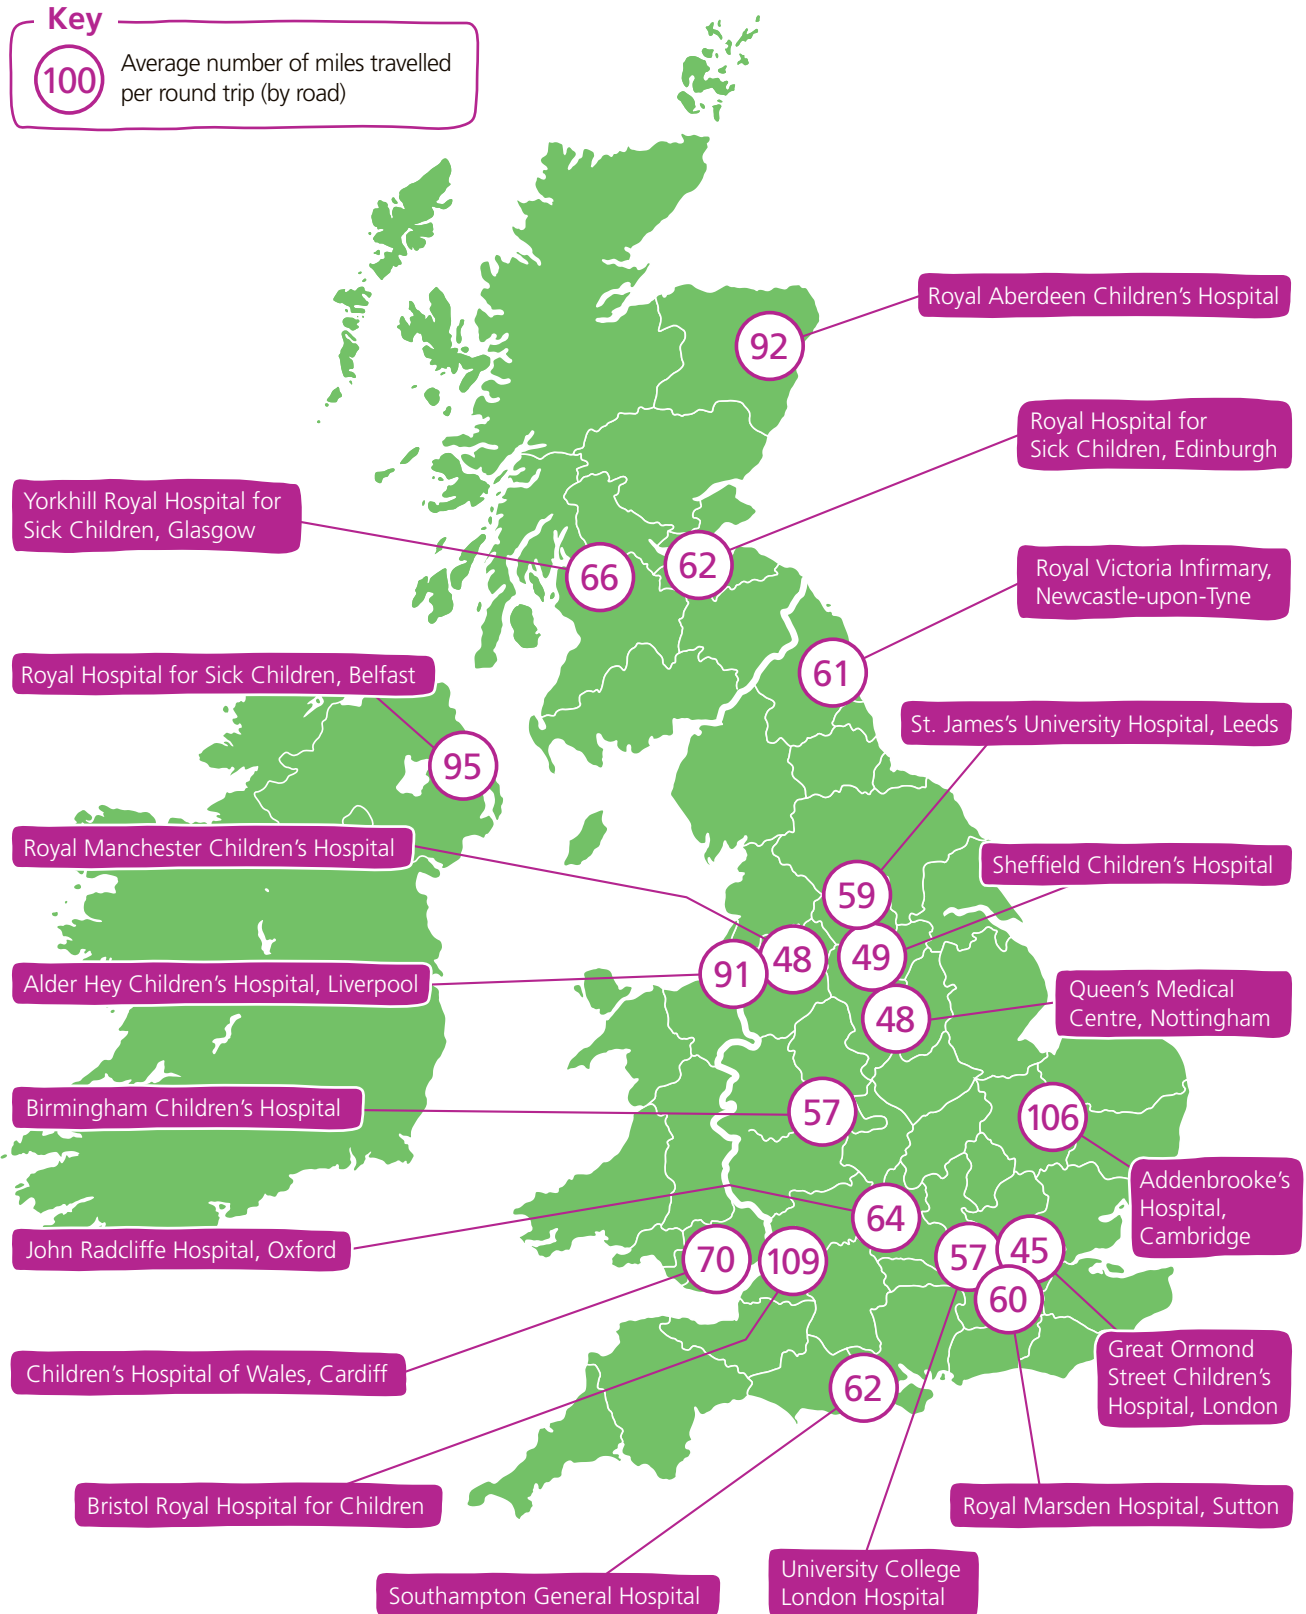 Key
100
Average number of miles travelled
per round trip (by road)
92
Royal Aberdeen Children's Hospital
Royal Hospital for
Sick Children, Edinburgh
62
Yorkhill Royal Hospital for
Sick Children, Glasgow
66
Royal Victoria Infirmary,
Newcastle-upon-Tyne
61
Royal Hospital for Sick Children, Belfast
95
St. James's University Hospital, Leeds
59
Royal Manchester Children's Hospital
48
Sheffield Children's Hospital
49
Alder Hey Children's Hospital, Liverpool
91
Queen's Medical
Centre, Nottingham
48
Birmingham Children's Hospital
57
106
Addenbrooke's
Hospital,
Cambridge
John Radcliffe Hospital, Oxford
64
70
109
57
45
60
Children's Hospital of Wales, Cardiff
Great Ormond
Street Children's
Hospital, London
62
Bristol Royal Hospital for Children
Royal Marsden Hospital, Sutton
Southampton General Hospital
University College
London Hospital